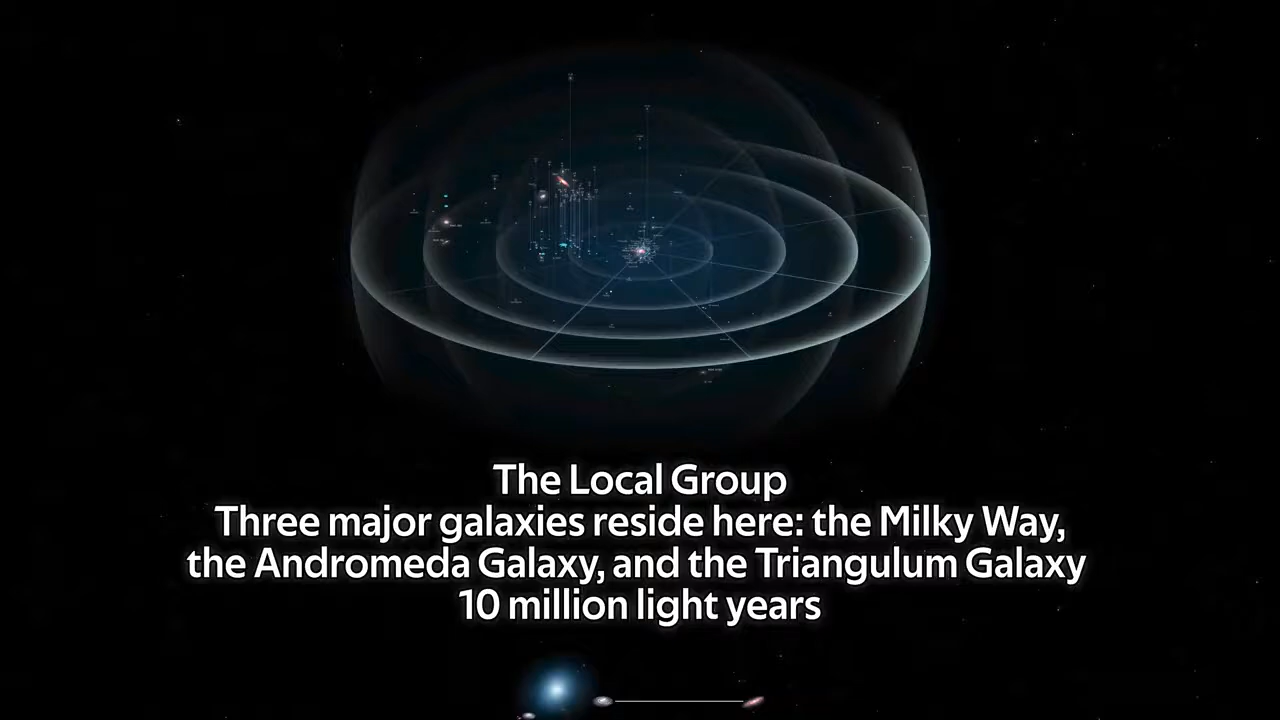 The Local Group
Three major galaxies reside here: the Milky Way,
the Andromeda Galaxy, and the Triangulum Galaxy
10 million light years